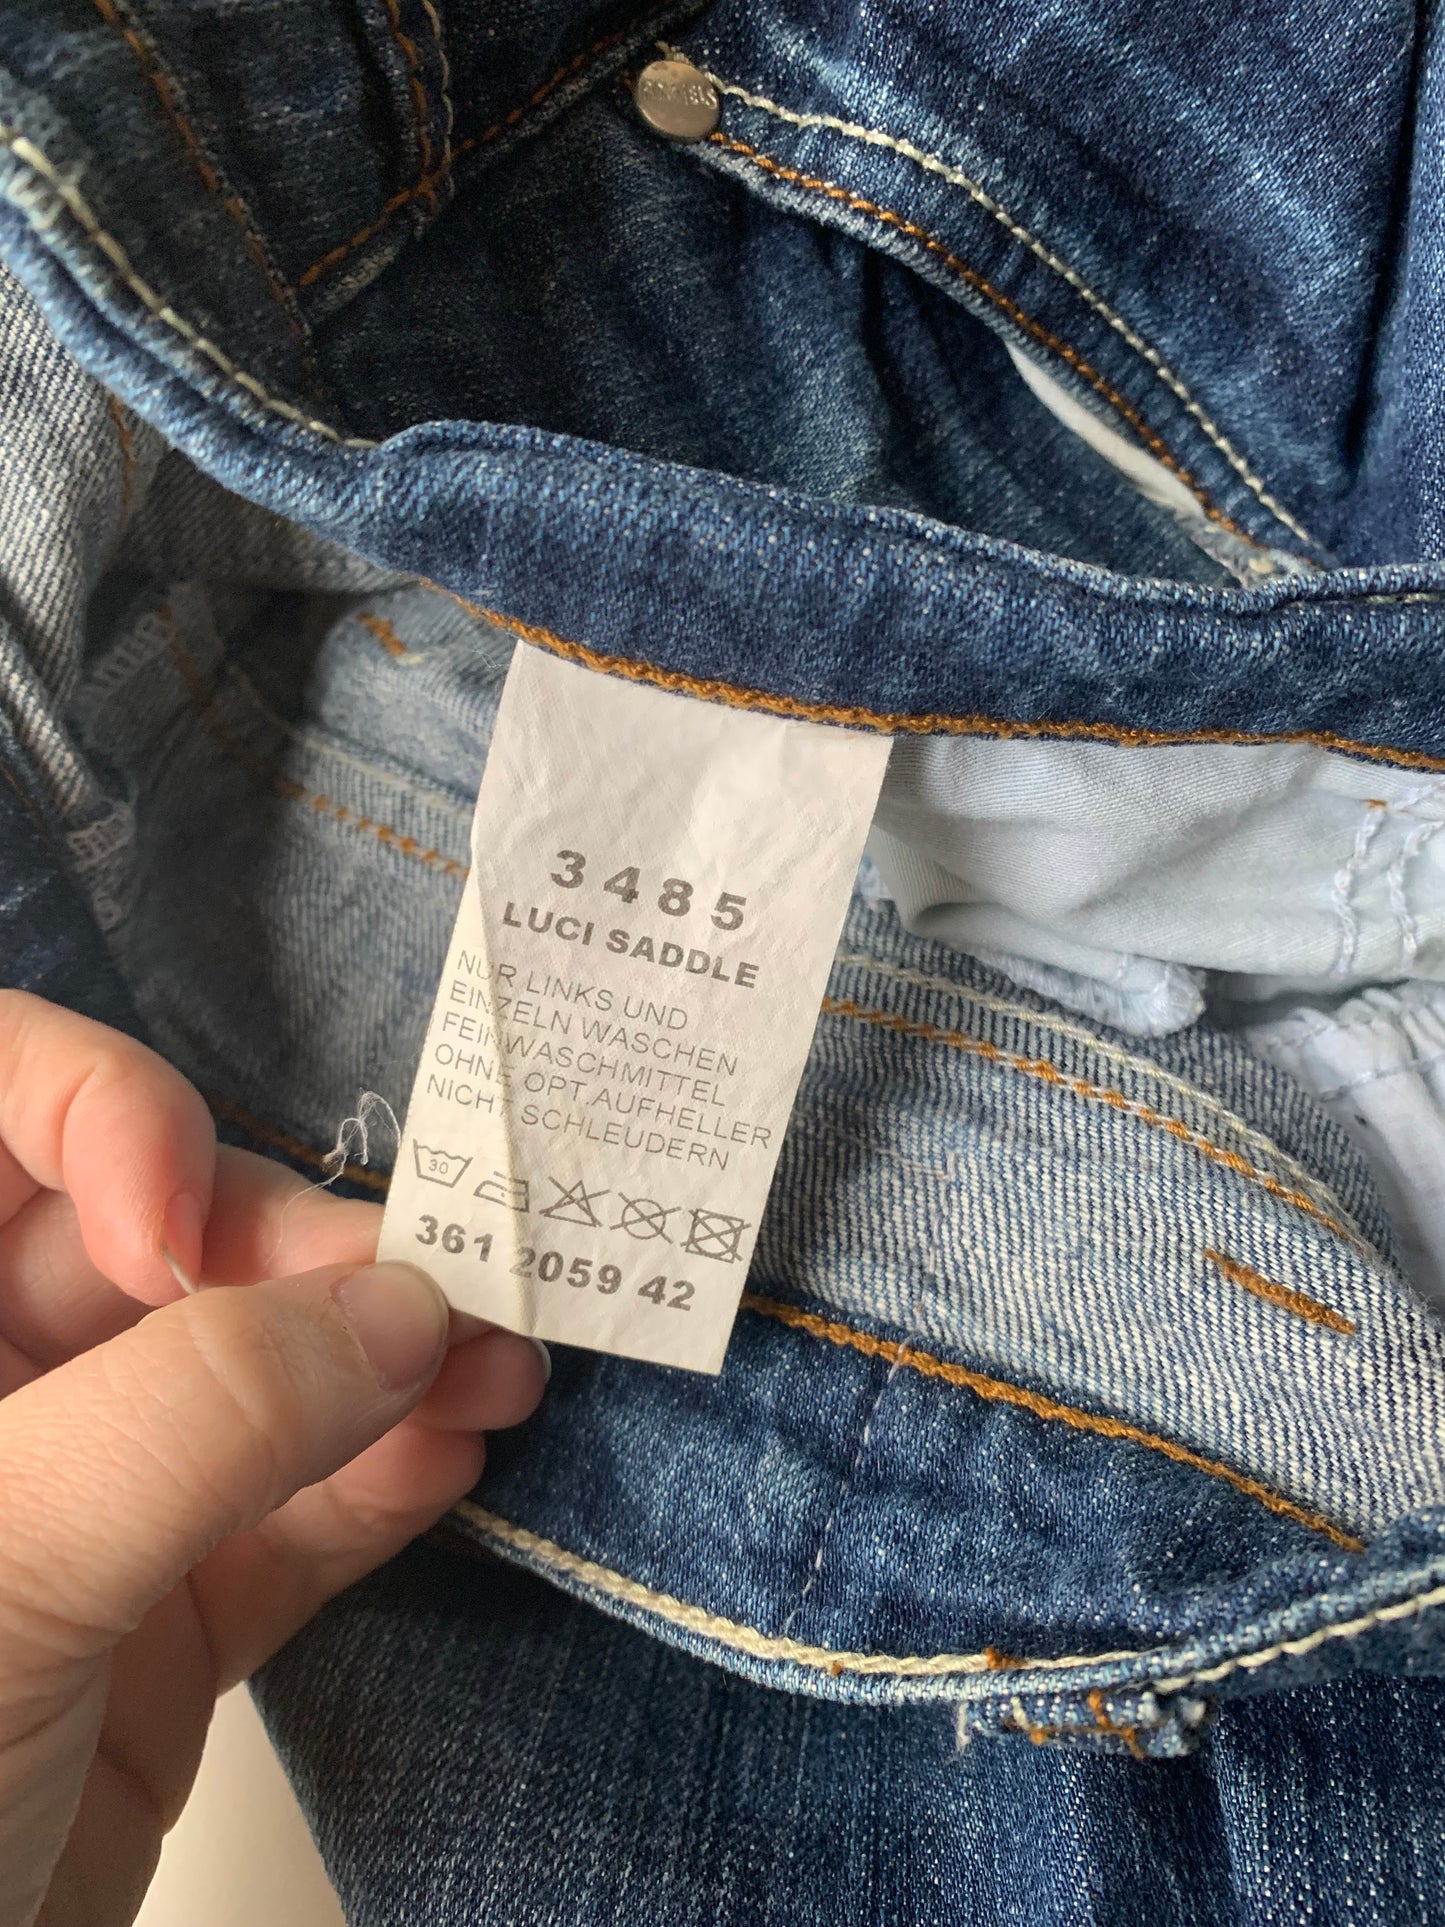 3485
LUCI SADDLE
NUR LINKS UND
EINZELN WASCHEN
FEINWASCHMITTEL
OHNE OPT.AUFHELLER
NICHT SCHLEUDERN
30
361 2059 42